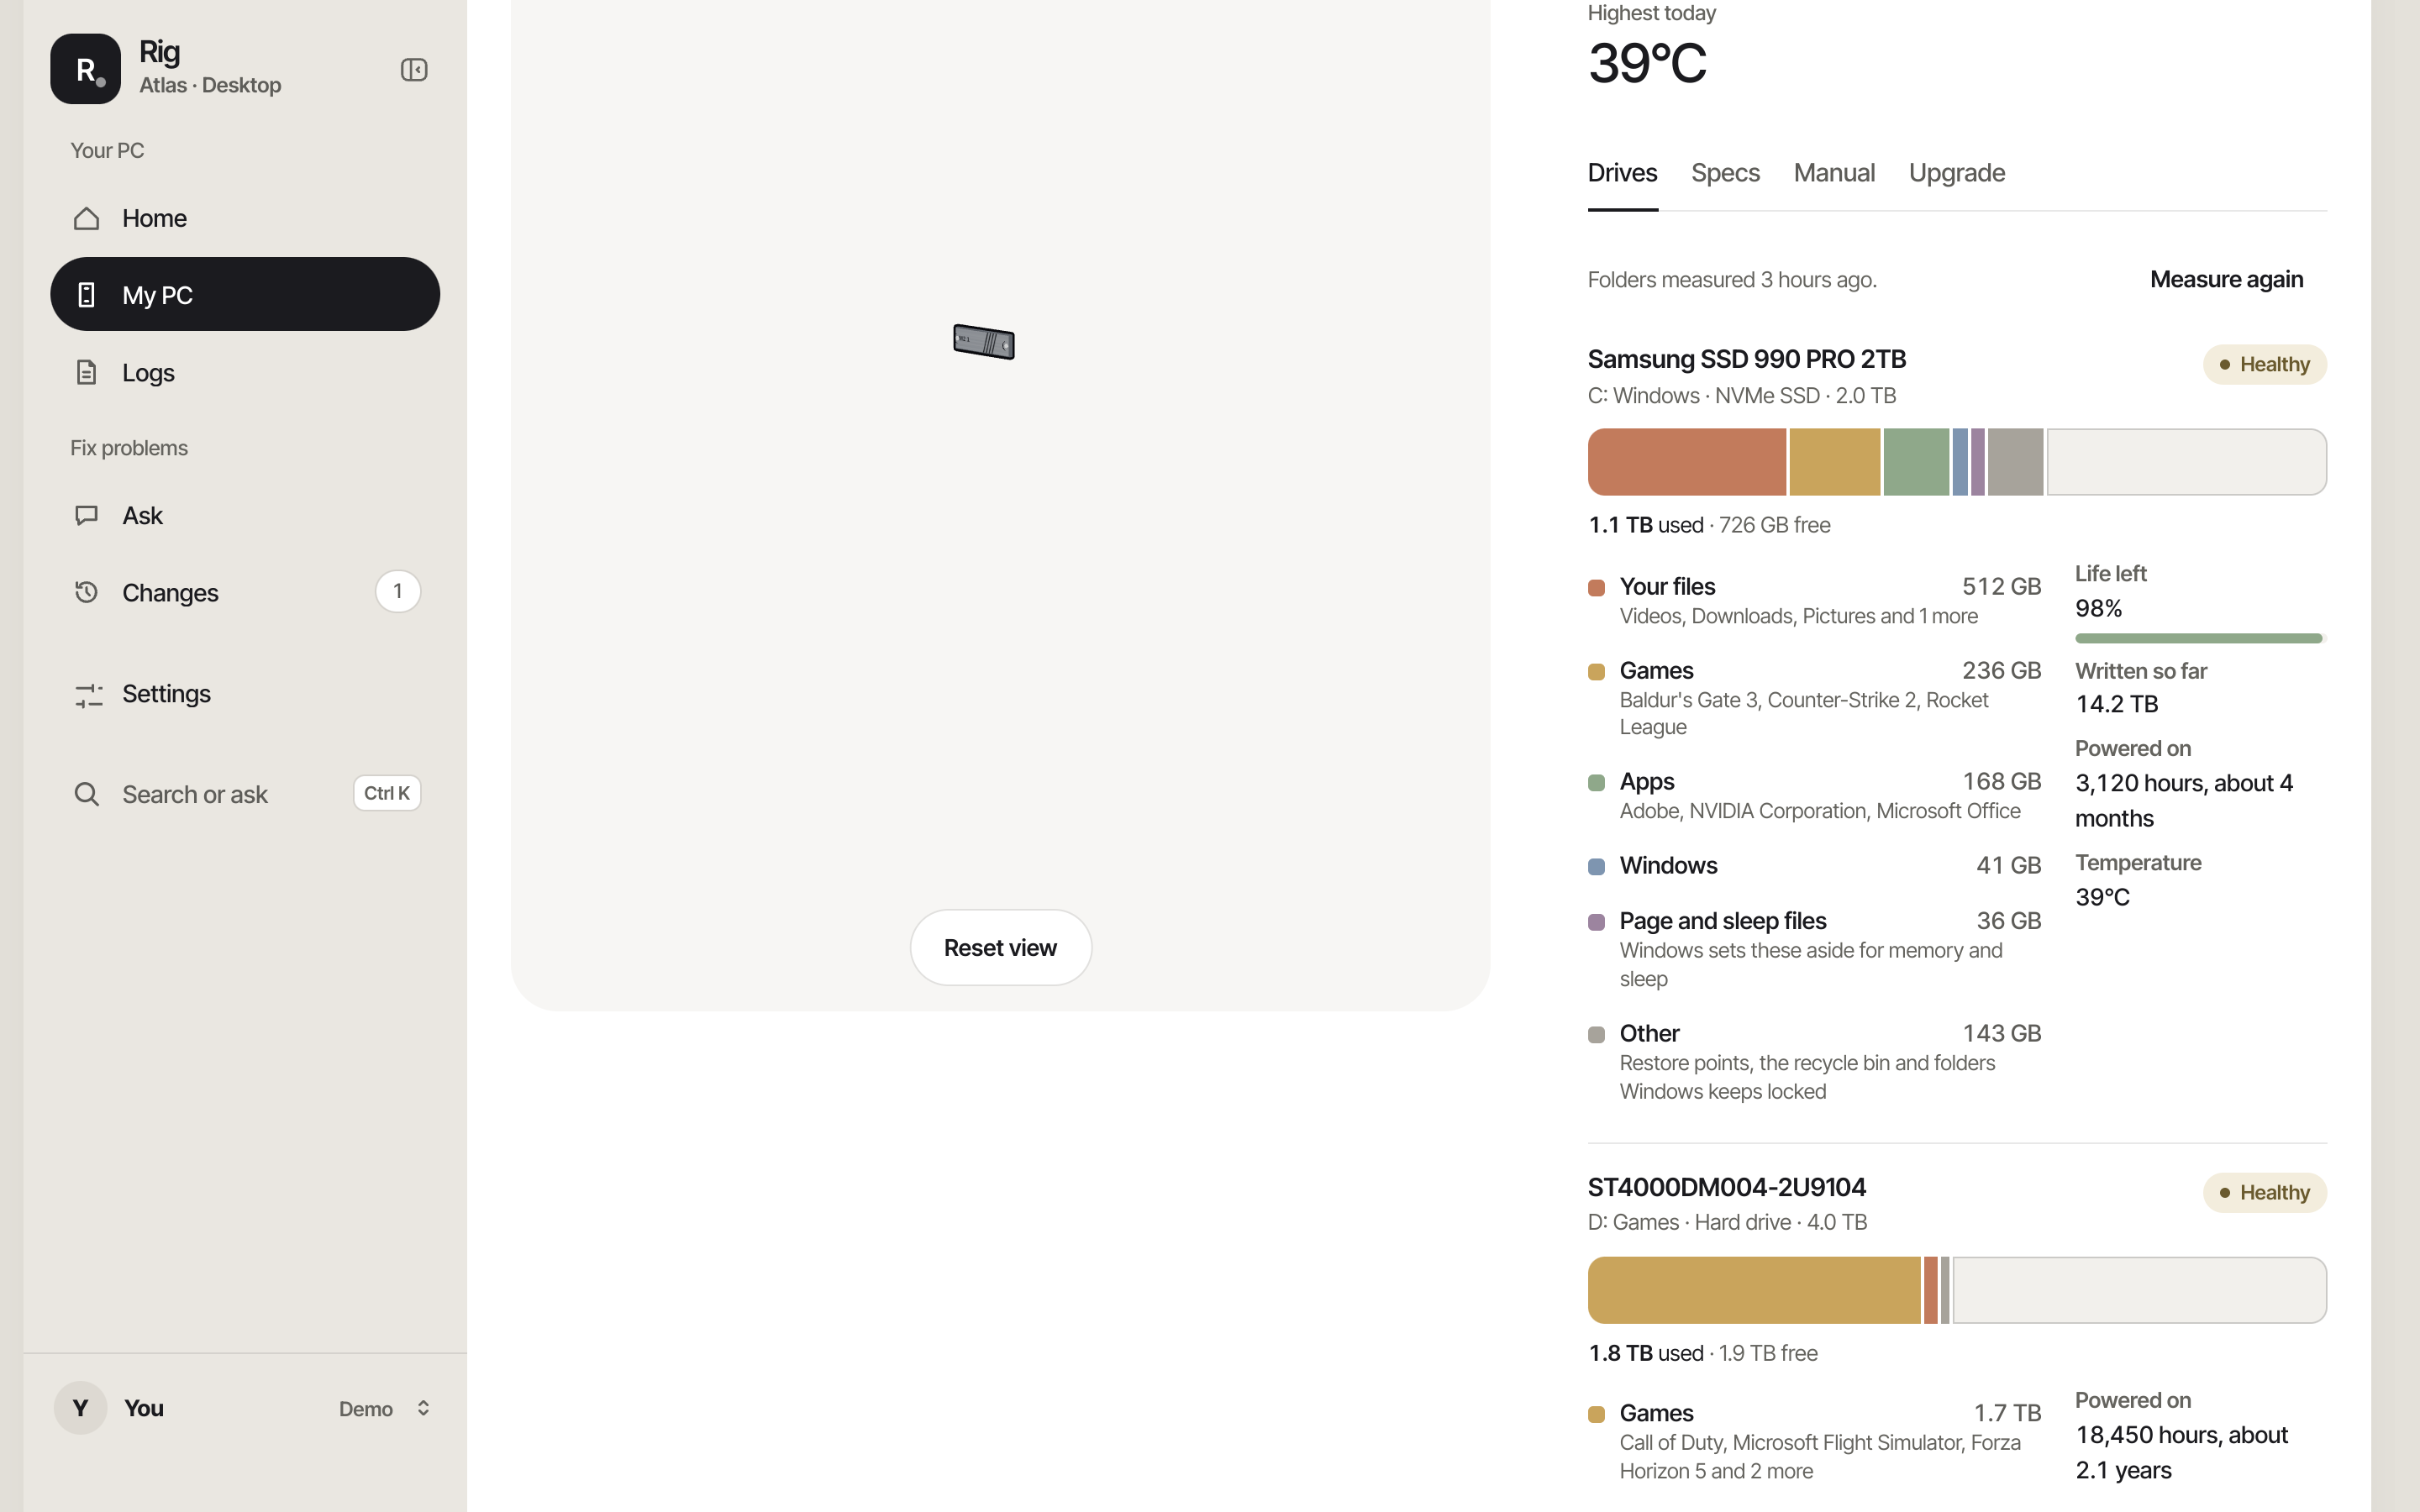 R.
Rig
Atlas · Desktop
Your PC
Home
My PC
Logs
Fix problems
Ask
Changes
1
Settings
Search or ask
Ctrl K
Y
You
Demo
Reset view
Highest today
39°C
Drives
Specs
Manual
Upgrade
Folders measured 3 hours ago.
Measure again
Samsung SSD 990 PRO 2TB
Healthy
C: Windows · NVMe SSD · 2.0 TB
1.1 TB used · 726 GB free
Your files
512 GB
Videos, Downloads, Pictures and 1 more
Games
236 GB
Baldur's Gate 3, Counter-Strike 2, Rocket
League
Apps
168 GB
Adobe, NVIDIA Corporation, Microsoft Office
Windows
41 GB
Page and sleep files
36 GB
Windows sets these aside for memory and
sleep
Other
143 GB
Restore points, the recycle bin and folders
Windows keeps locked
Life left
98%
Written so far
14.2 TB
Powered on
3,120 hours, about 4
months
Temperature
39°C
ST4000DM004-2U9104
Healthy
D: Games · Hard drive · 4.0 TB
1.8 TB used · 1.9 TB free
Games
1.7 TB
Call of Duty, Microsoft Flight Simulator, Forza
Horizon 5 and 2 more
Powered on
18,450 hours, about
2.1 years